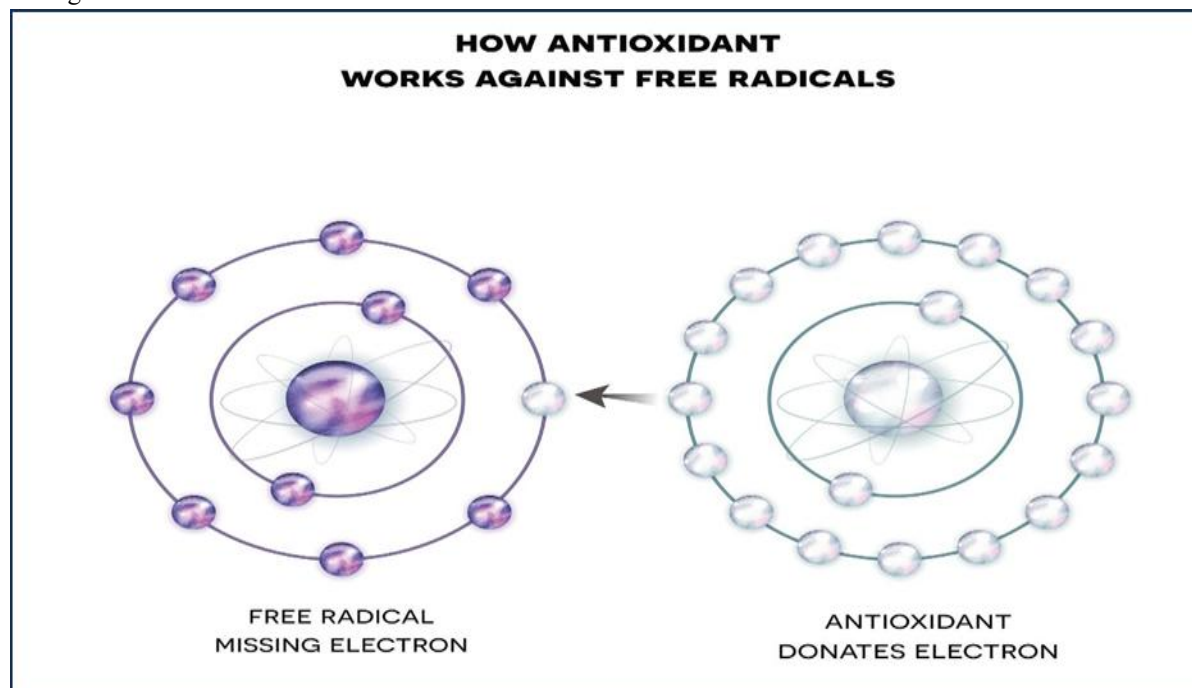 HOW ANTIOXIDANT
WORKS AGAINST FREE RADICALS
FREE RADICAL
MISSING ELECTRON
ANTIOXIDANT
DONATES ELECTRON